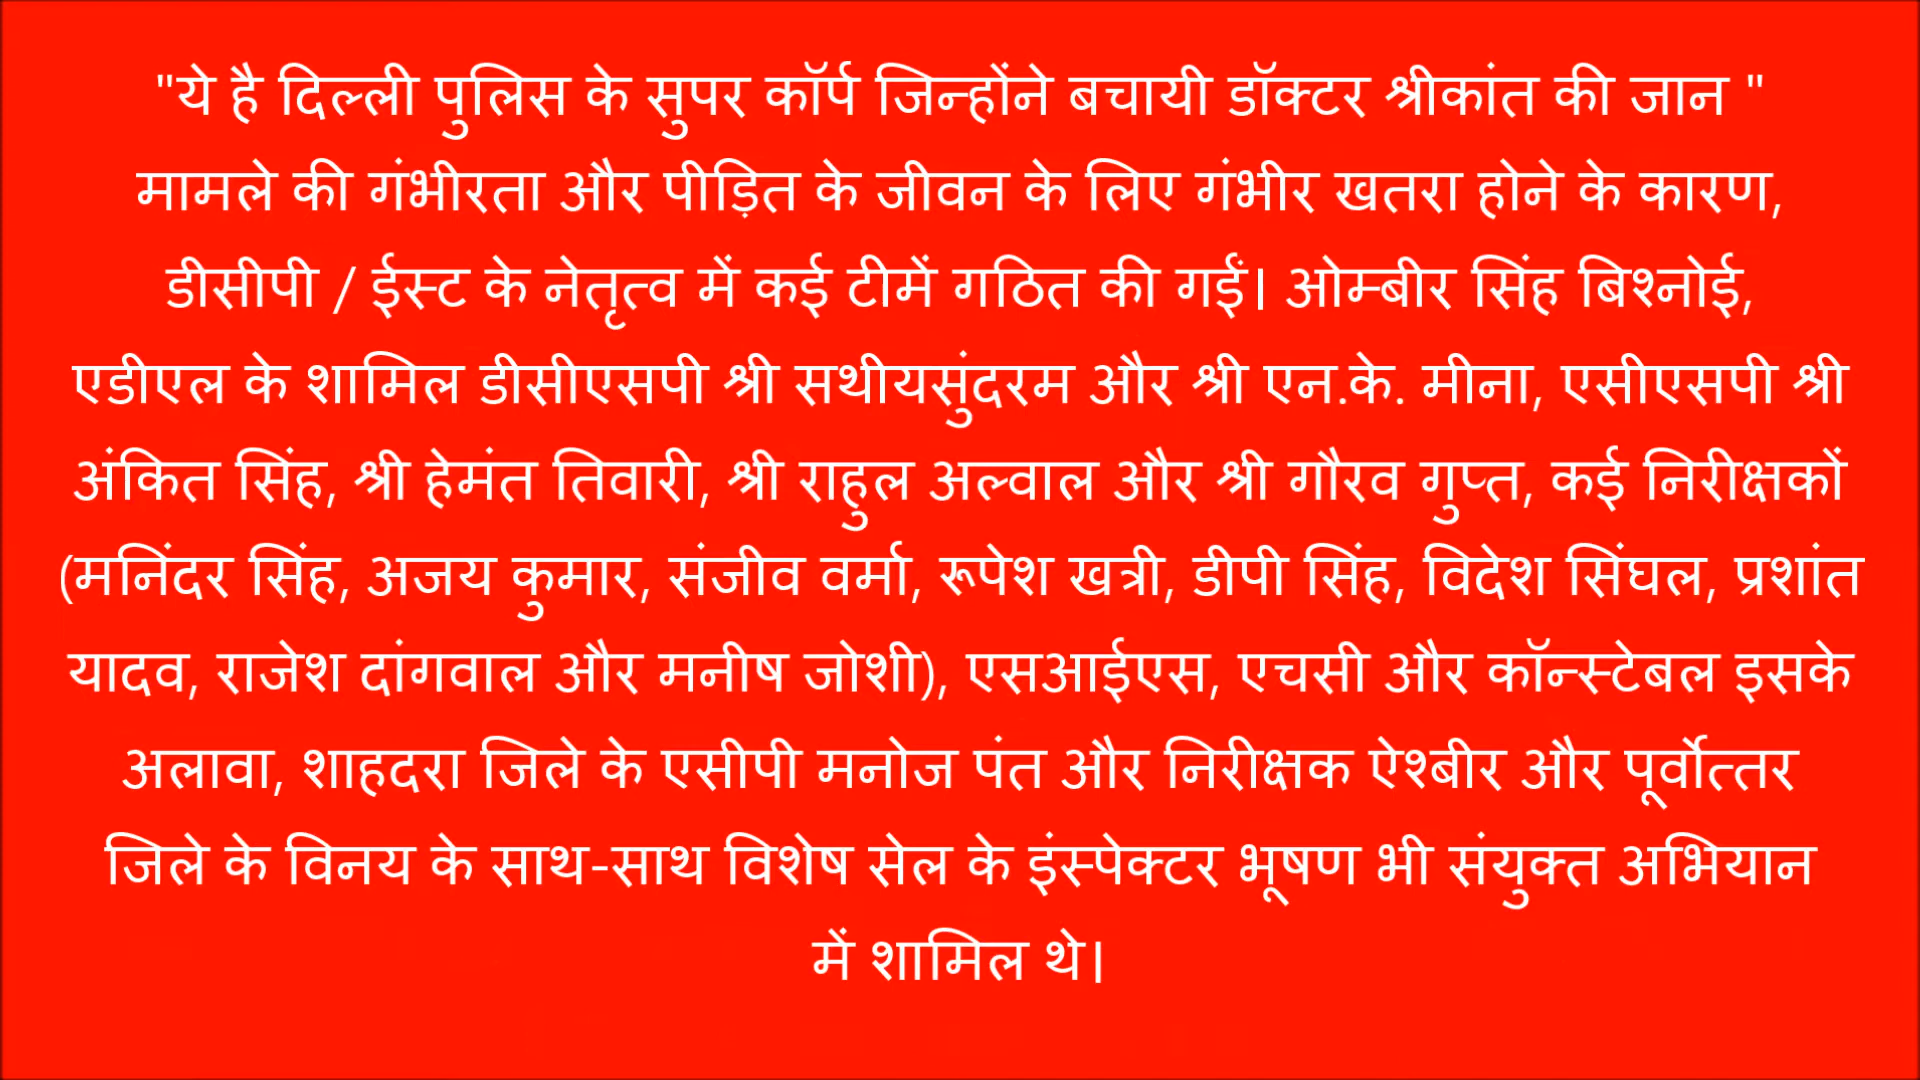 "ये है दिल्ली पुलिस के सुपर कॉर्प जिन्होंने बचायी डॉक्टर श्रीकांत की जान "
मामले की गंभीरता और पीड़ित के जीवन के लिए गंभीर खतरा होने के कारण,
डीसीपी / ईस्ट के नेतृत्व में कई टीमें गठित की गईं। ओम्बीर सिंह बिश्नोई,
एडीएल के शामिल डीसीएसपी श्री सथीयसुंदरम और श्री एन.के. मीना, एसीएसपी श्री
अंकित सिंह, श्री हेमंत तिवारी, श्री राहुल अल्वाल और श्री गौरव गुप्त, कई निरीक्षकों
(मनिंदर सिंह, अजय कुमार, संजीव वर्मा, रूपेश खत्री, डीपी सिंह, विदेश सिंघल, प्रशांत
यादव, राजेश दांगवाल और मनीष जोशी), एसआईएस, एचसी और कॉन्स्टेबल इसके
अलावा, शाहदरा जिले के एसीपी मनोज पंत और निरीक्षक ऐश्बीर और पूर्वोत्तर
जिले के विनय के साथ-साथ विशेष सेल के इंस्पेक्टर भूषण भी संयुक्त अभियान
में शामिल थे।